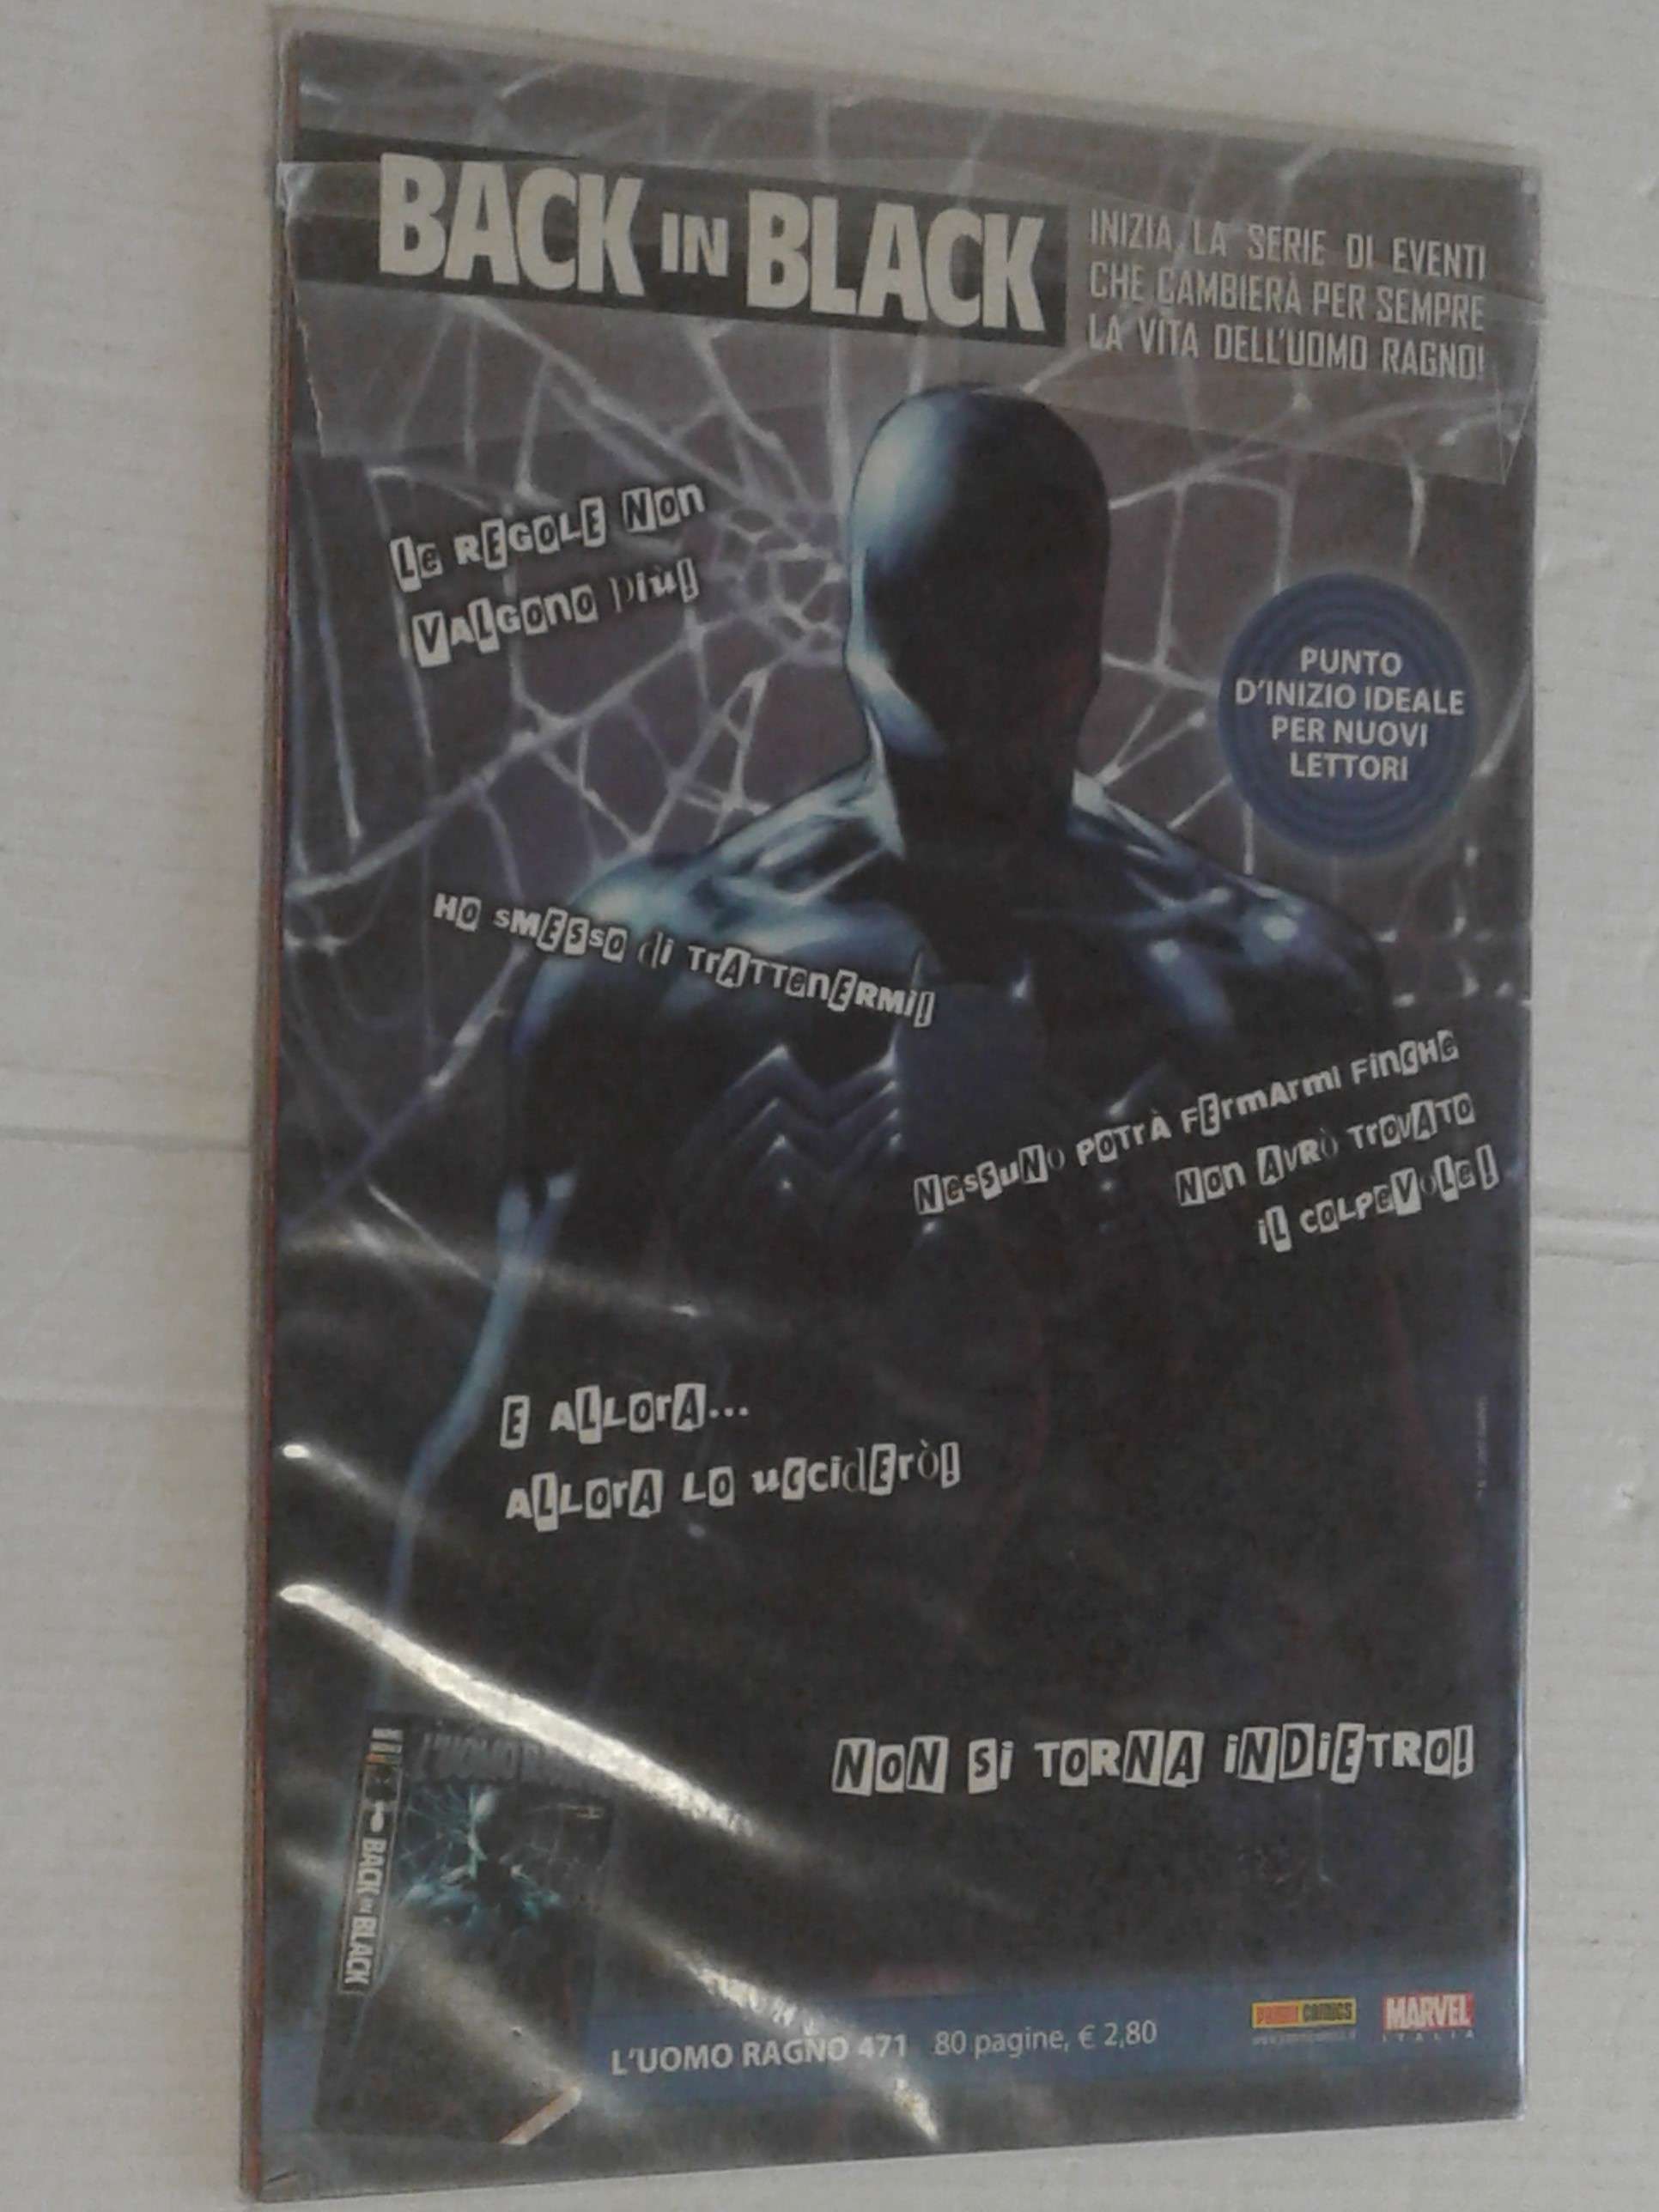 BACK IN BLACK
INIZIA LA SERIE DI EVENTI
CHE CAMBIERÀ PER SEMPRE
LA VITA DELL'UOMO RAGNO!
Le REGOLE Non
VALGono più!
PUNTO
D'INIZIO IDEALE
PER NUOVI
LETTORI
HO SMESSO di TrATTenERMi!
NesSuNo POTrÀ FErmArmI FinCHe
Non AVRò TrOVATO
iL COLPeVoLe!
E ALLOrA...
ALLOrA LO ucciderò!
NoN Si TORNA iNDiETRO!
BACK IN BLACK
L'UOMO RAGNO 471 80 pagine, € 2,80
PANINI COMICS
MARVEL
ITALIA